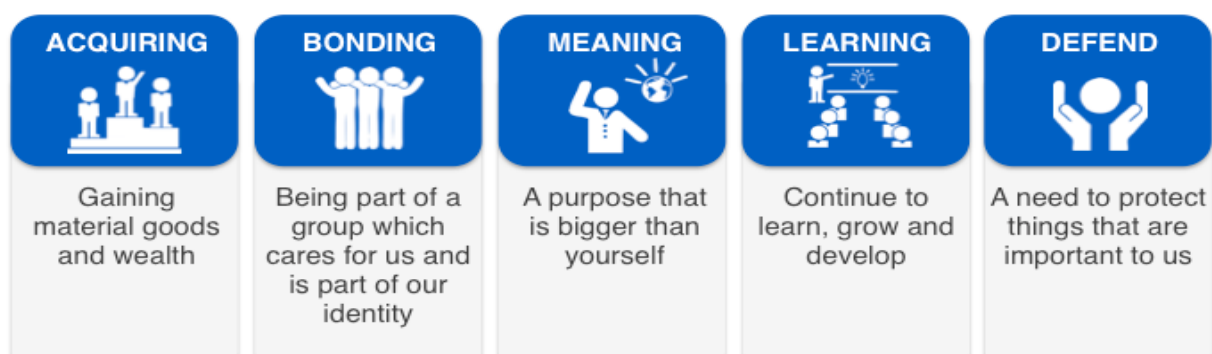 ACQUIRING
Gaining
material goods
and wealth
BONDING
Being part of a
group which
cares for us and
is part of our
identity
MEANING
A purpose that
is bigger than
yourself
LEARNING
Continue to
learn, grow and
develop
DEFEND
A need to protect
things that are
important to us